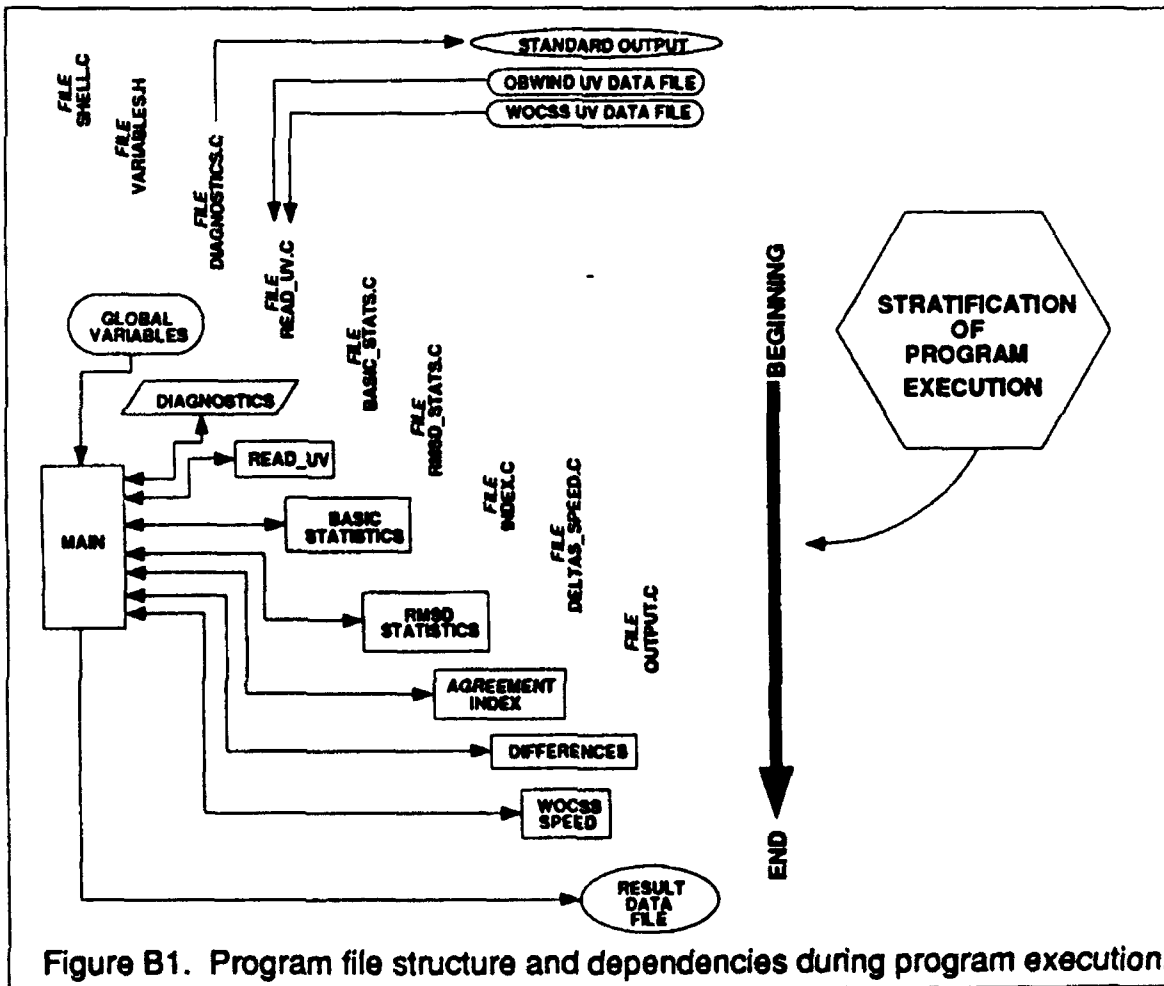 STANDARD OUTPUT
OBWIND UV DATA FILE
WOCSS UV DATA FILE
FILE
SHELL.C
FILE
VARIABLES.H
FILE
DIAGNOSTICS.C
FILE
READ_UV.C
FILE
BASIC_STATS.C
FILE
RMSD_STATS.C
FILE
INDEX.C
FILE
DELTAS_SPEED.C
FILE
OUTPUT.C
GLOBAL
VARIABLES
DIAGNOSTICS
READ_UV
MAIN
BASIC
STATISTICS
RMSD
STATISTICS
AGREEMENT
INDEX
DIFFERENCES
WOCSS
SPEED
RESULT
DATA
FILE
BEGINNING
END
STRATIFICATION
OF
PROGRAM
EXECUTION
Figure B1. Program file structure and dependencies during program execution